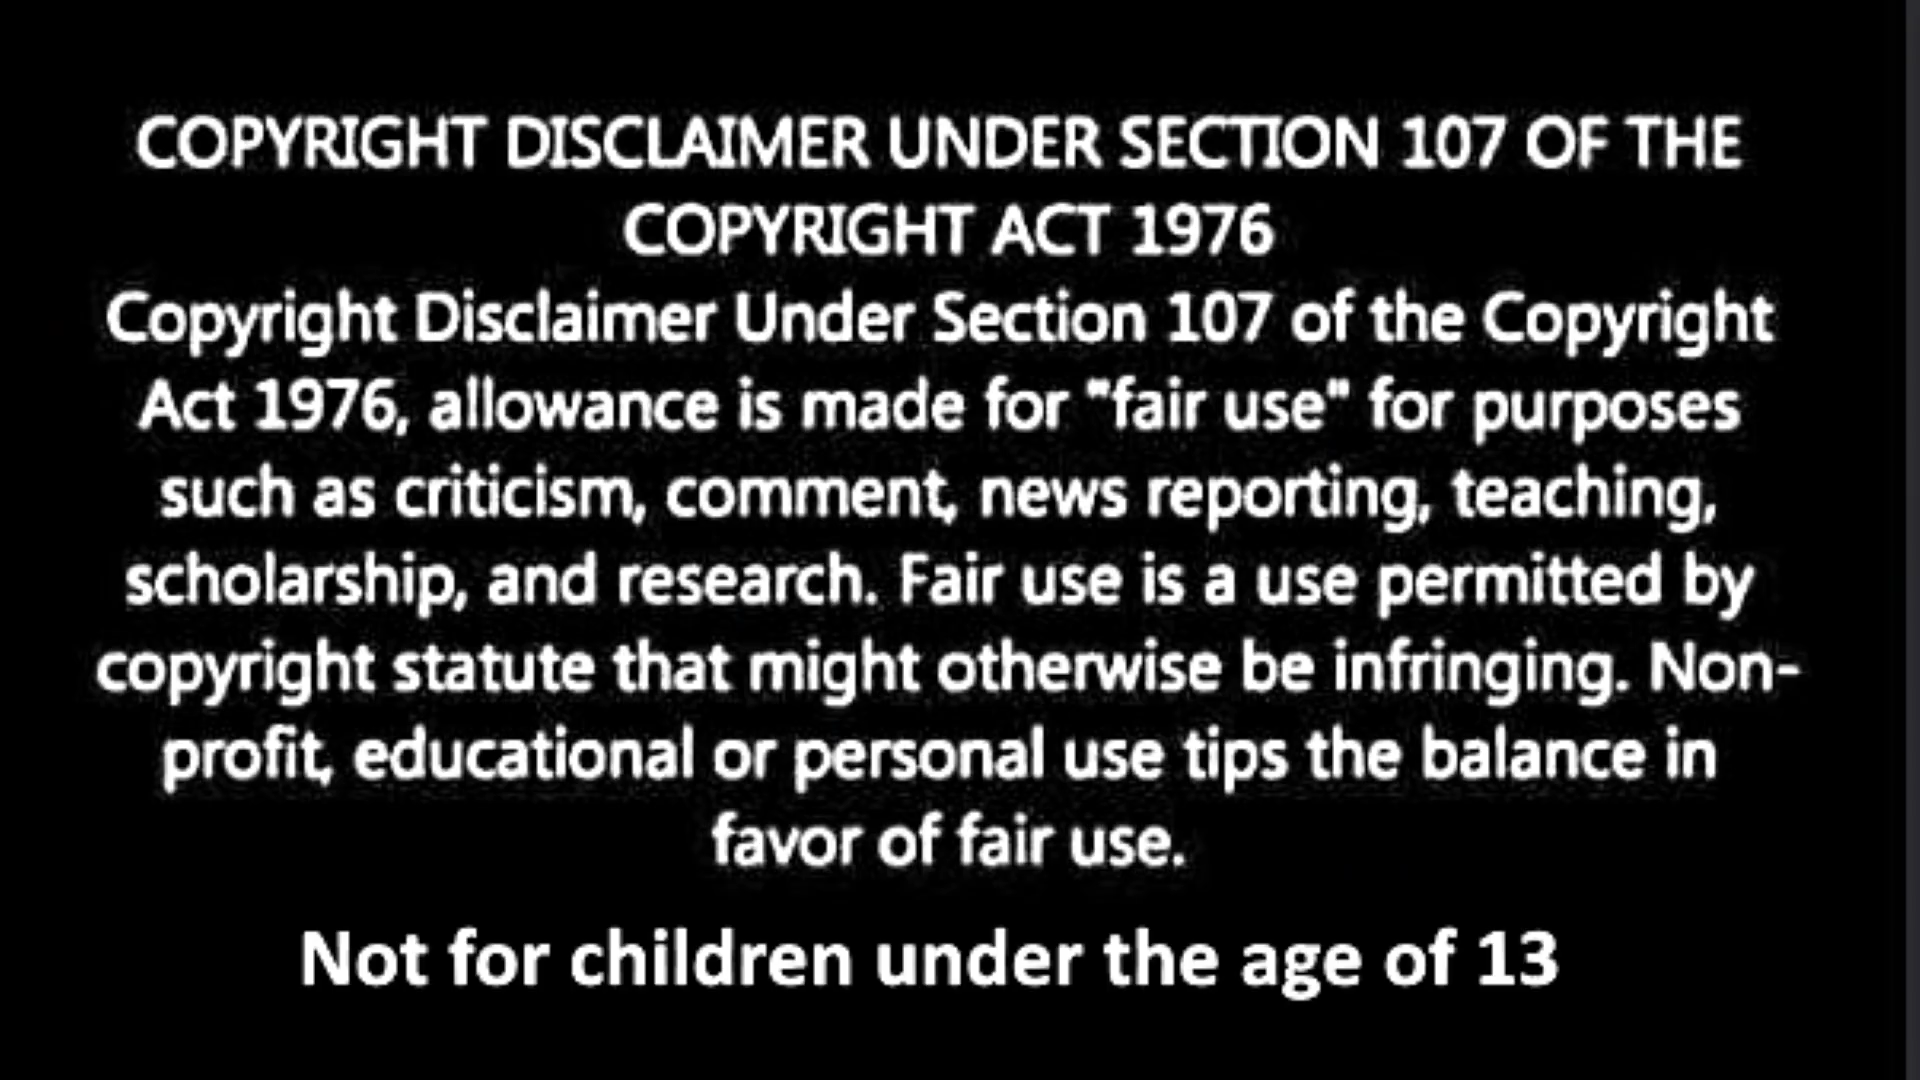 COPYRIGHT DISCLAIMER UNDER SECTION 107 OF THE
COPYRIGHT ACT 1976
Copyright Disclaimer Under Section 107 of the Copyright
Act 1976, allowance is made for "fair use" for purposes
such as criticism, comment, news reporting, teaching,
scholarship, and research. Fair use is a use permitted by
copyright statute that might otherwise be infringing. Non-
profit, educational or personal use tips the balance in
favor of fair use.
Not for children under the age of 13